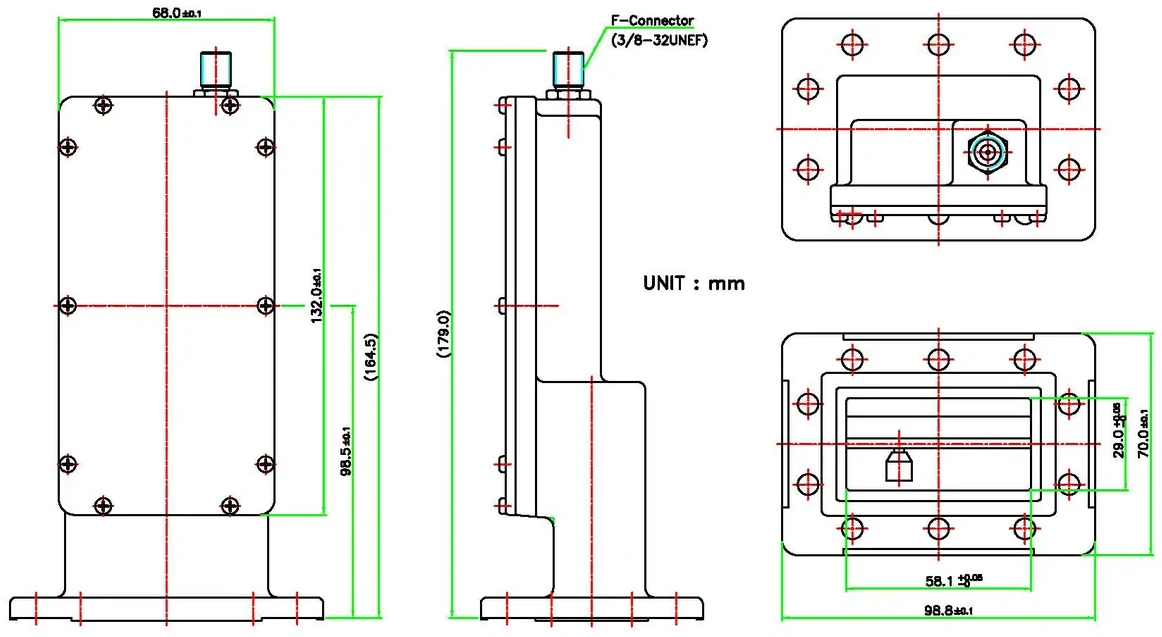 68.0±0.1
F-Connector
(3/8-32UNEF)
132.0±0.1
(164.5)
98.5±0.1
(179.0)
UNIT : mm
29.0 +0.05 -0
70.0±0.1
58.1 +0.05 -0
98.8±0.1